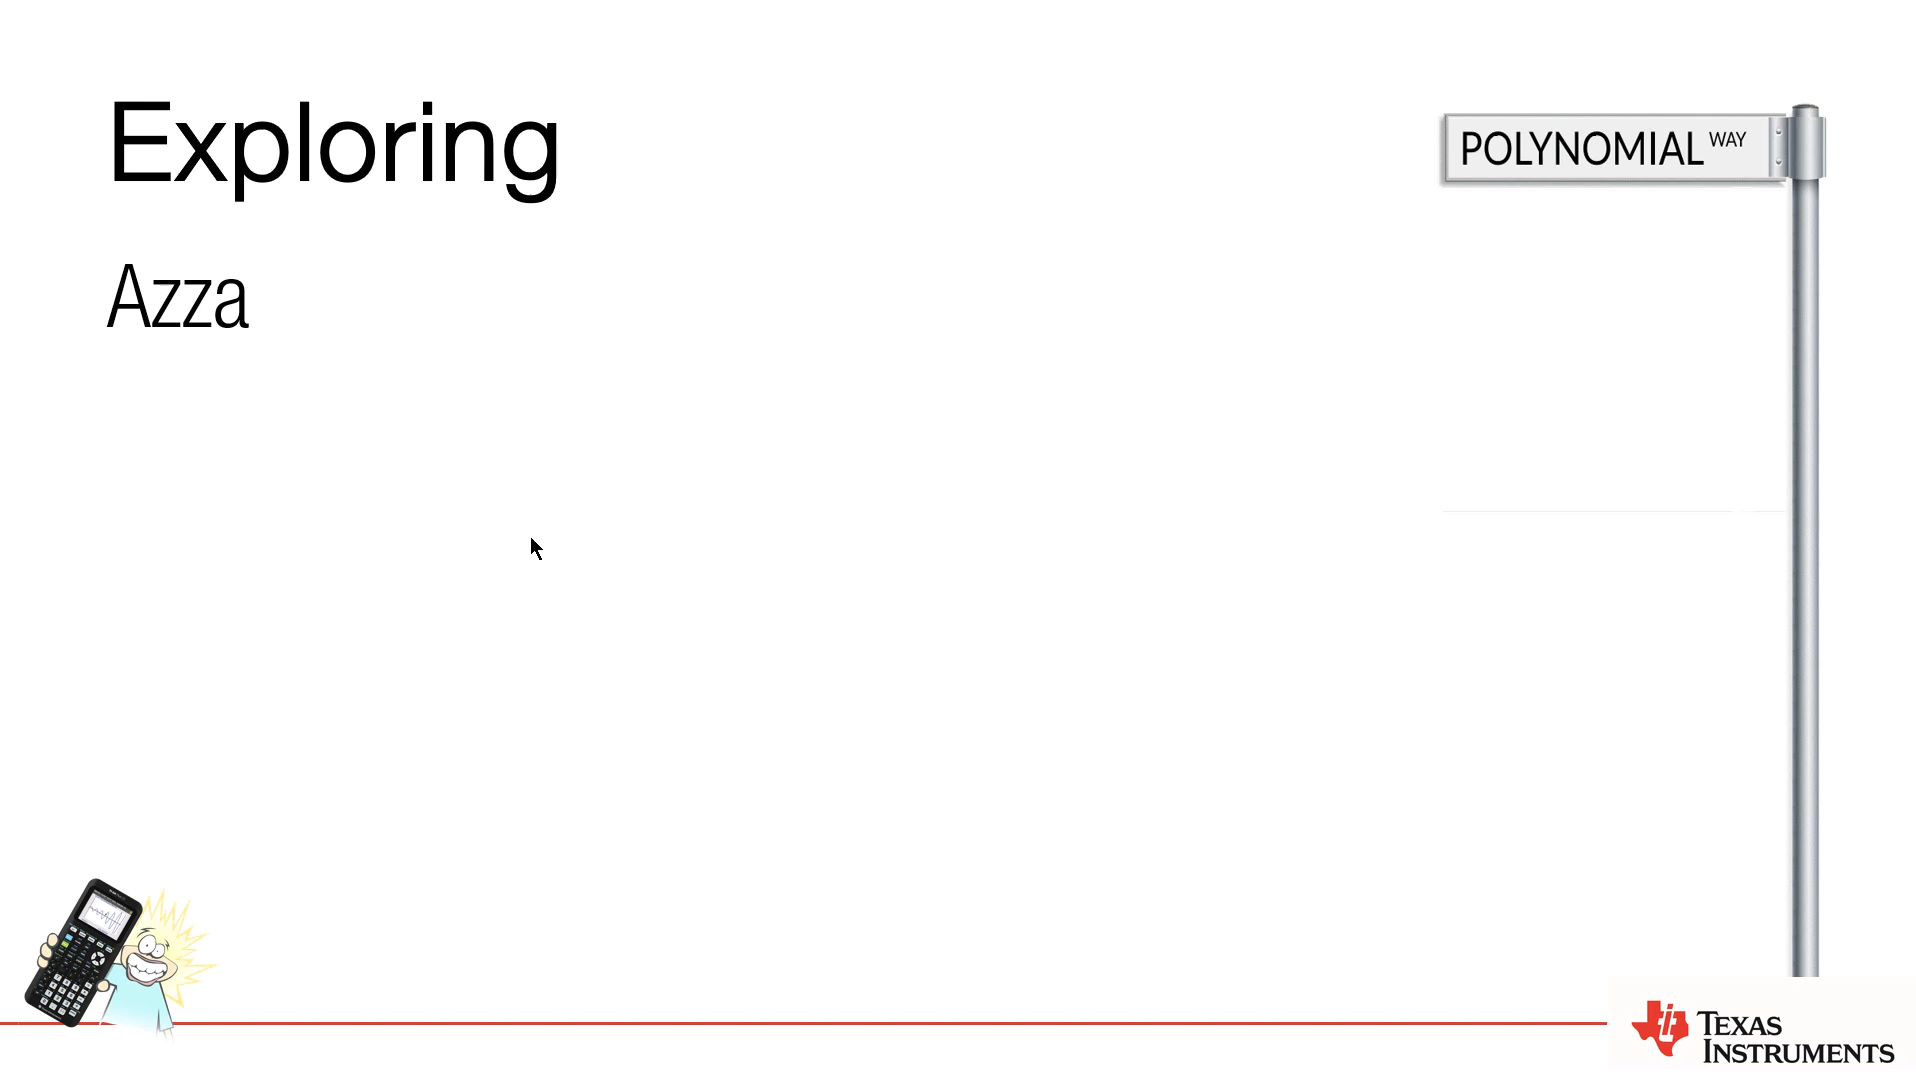 Exploring
POLYNOMIAL WAY
Azza
TEXAS
INSTRUMENTS